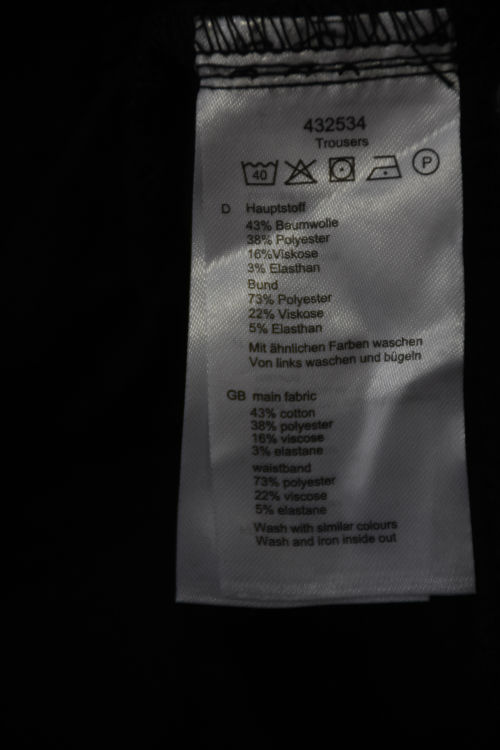 432534
Trousers
40 P
D Hauptstoff
43% Baumwolle
38% Polyester
16%Viskose
3% Elasthan
Bund
73% Polyester
22% Viskose
5% Elasthan
Mit ähnlichen Farben waschen
Von links waschen und bügeln
GB main fabric
43% cotton
38% polyester
16% viscose
3% elastane
waistband
73% polyester
22% viscose
5% elastane
Wash with similar colours
Wash and iron inside out